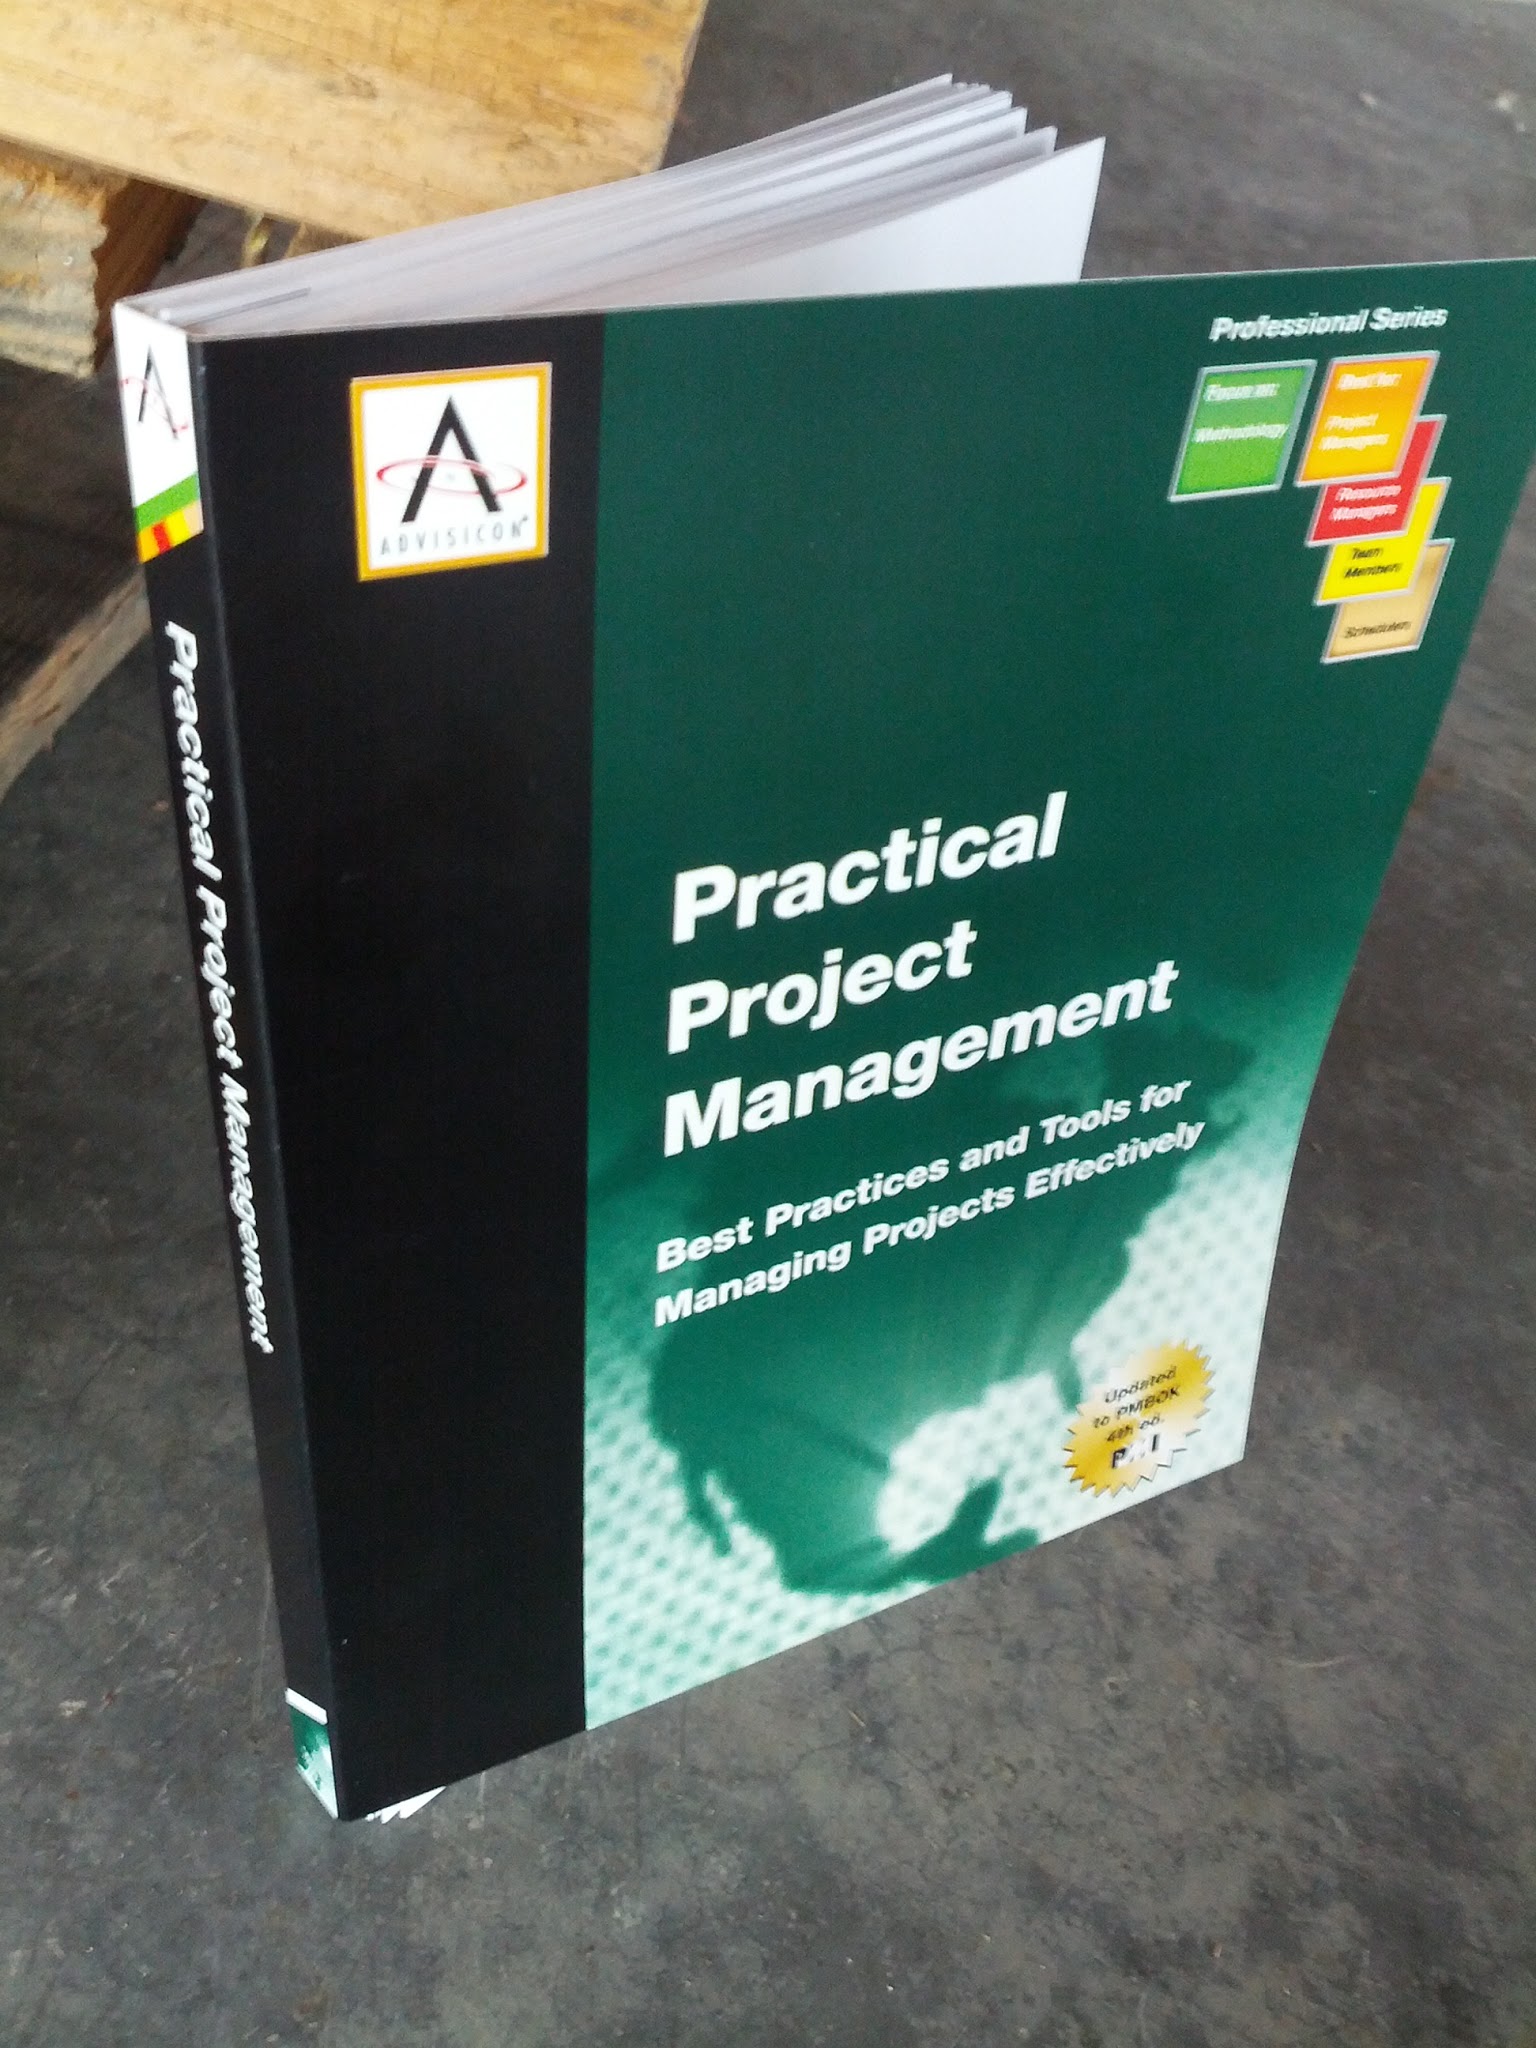 Practical Project Management
ADVISICON
Professional Series
Focus on:
Methodology
Best for:
Project
Managers
Resource
Managers
Team
Members
Schedulers
Practical
Project
Management
Best Practices and Tools for
Managing Projects Effectively
Updated
to PMBOK
4th ed.
PMI